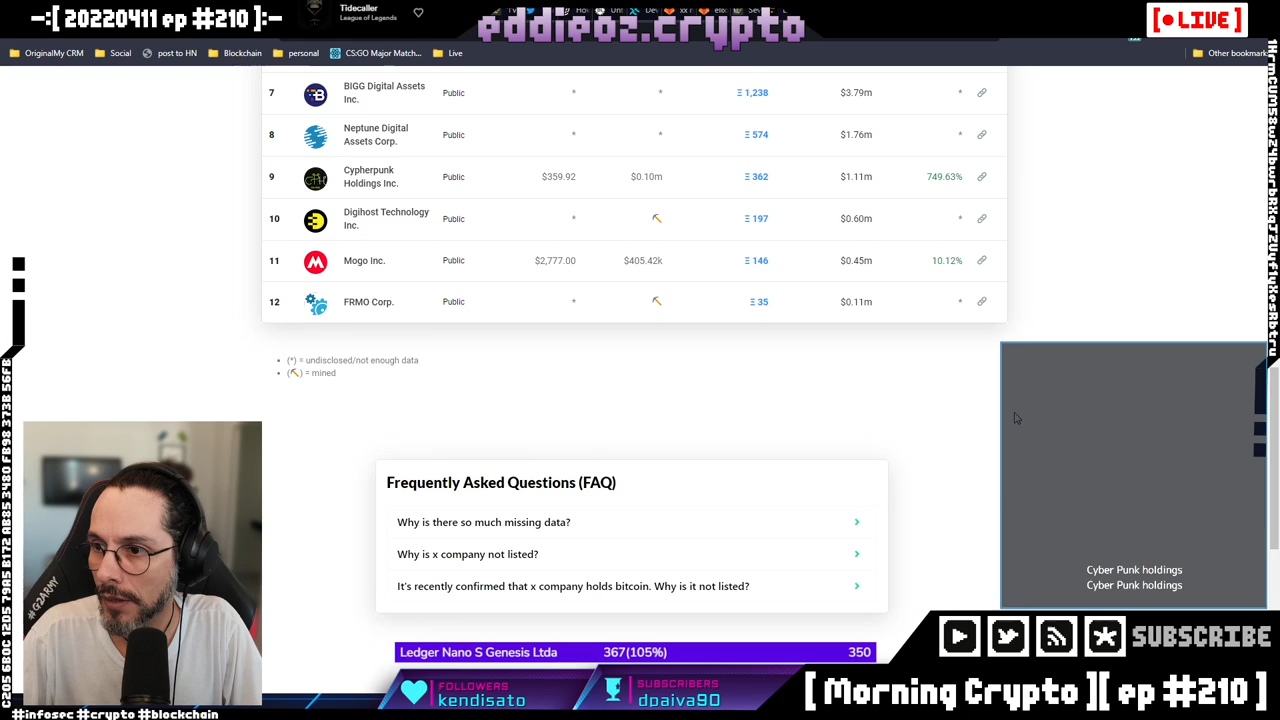 -:[ 20220411 ep #210 ]:-
Tidecaller
League of Legends
eddieoz.crypto
[ ● LIVE ]
OriginalMy CRM
Social
post to HN
Blockchain
personal
CS:GO Major Match...
Live
Other bookmark
7 BIGG Digital Assets Inc. Public * * Ξ 1,238 $3.79m *
8 Neptune Digital Assets Corp. Public * * Ξ 574 $1.76m *
9 Cypherpunk Holdings Inc. Public $359.92 $0.10m Ξ 362 $1.11m 749.63%
10 Digihost Technology Inc. Public * ⛏ Ξ 197 $0.60m *
11 Mogo Inc. Public $2,777.00 $405.42k Ξ 146 $0.45m 10.12%
12 FRMO Corp. Public * ⛏ Ξ 35 $0.11m *
• (*) = undisclosed/not enough data
• (⛏) = mined
Frequently Asked Questions (FAQ)
Why is there so much missing data?
Why is x company not listed?
It's recently confirmed that x company holds bitcoin. Why is it not listed?
Cyber Punk holdings
Cyber Punk holdings
#G2ARMY
Ledger Nano S Genesis Ltda 367(105%) 350
FOLLOWERS
kendisato
SUBSCRIBERS
dpaiva90
SUBSCRIBE
[ Morning Crypto ][ ep #210 ]
#infosec #crypto #blockchain